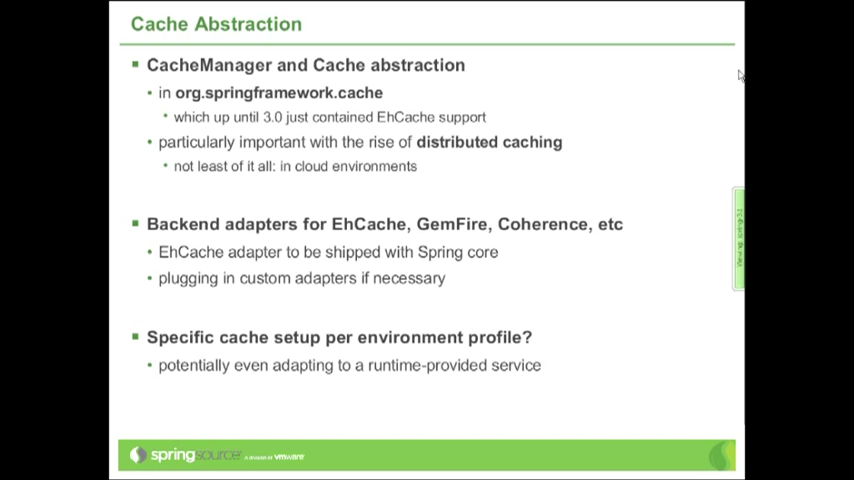 Cache Abstraction
CacheManager and Cache abstraction
in org.springframework.cache
which up until 3.0 just contained EhCache support
particularly important with the rise of distributed caching
not least of it all: in cloud environments
Backend adapters for EhCache, GemFire, Coherence, etc
EhCache adapter to be shipped with Spring core
plugging in custom adapters if necessary
Specific cache setup per environment profile?
potentially even adapting to a runtime-provided service
springsource a division of vmware